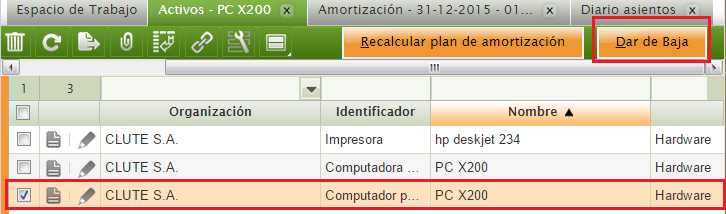 Espacio de Trabajo Activos - PC X200 Amortización - 31-12-2015 - 01... Diario asientos
Recalcular plan de amortización Dar de Baja
1 3
Organización Identificador Nombre
CLUTE S.A. Impresora hp deskjet 234 Hardware
CLUTE S.A. Computadora ... PC X200 Hardware
CLUTE S.A. Computador p... PC X200 Hardware